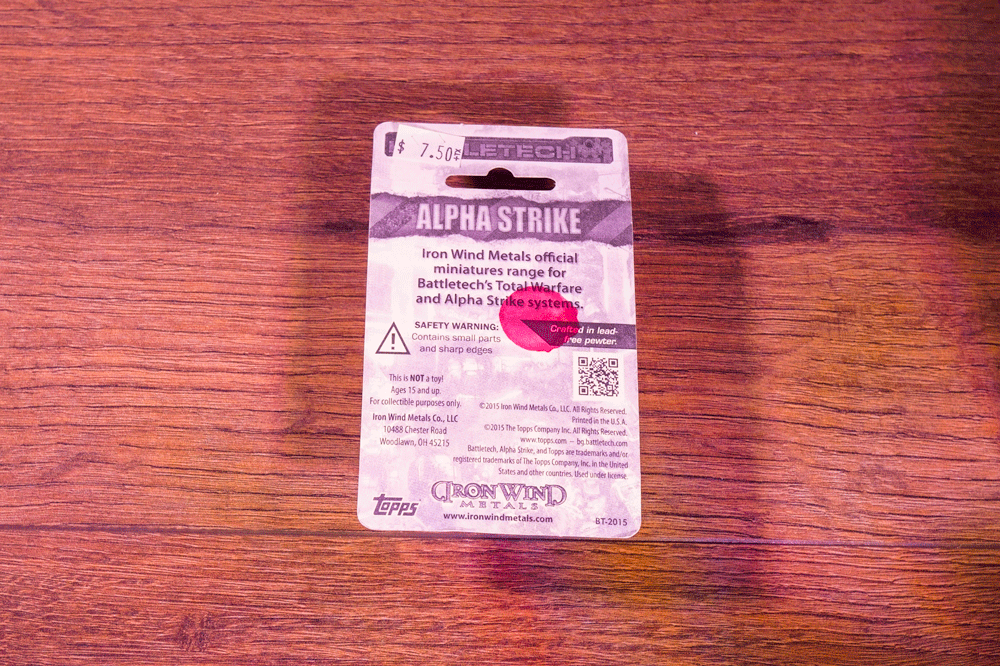 $ 7.50
LETECH
ALPHA STRIKE
Iron Wind Metals official
miniatures range for
Battletech's Total Warfare
and Alpha Strike systems.
Crafted in lead-
free pewter.
SAFETY WARNING:
Contains small parts
and sharp edges
This is NOT a toy!
Ages 15 and up.
For collectible purposes only.
Iron Wind Metals Co., LLC
10488 Chester Road
Woodlawn, OH 45215
©2015 Iron Wind Metals Co., LLC. All Rights Reserved.
Printed in the U.S.A.
©2015 The Topps Company Inc. All Rights Reserved.
www.topps.com — bg.battletech.com
Battletech, Alpha Strike, and Topps are trademarks and/or
registered trademarks of The Topps Company, Inc. in the United
States and other countries. Used under license.
Topps
IRON WIND
METALS
www.ironwindmetals.com
BT-2015